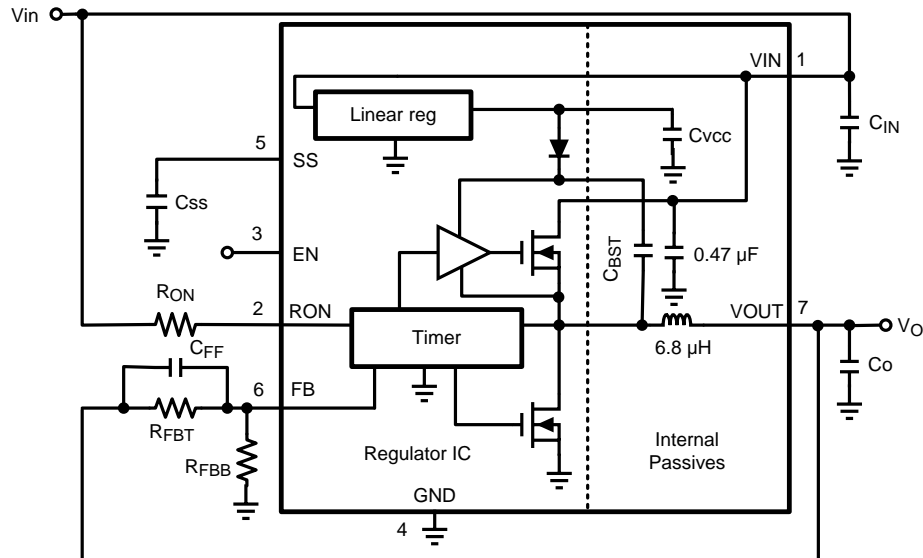 Vin
VIN
1
Linear reg
Cvcc
CIN
5
SS
Css
3
EN
CBST
0.47 µF
RON
2
RON
VOUT
7
VO
Timer
6.8 µH
CFF
6
FB
Co
RFBT
RFBB
Regulator IC
Internal
Passives
GND
4